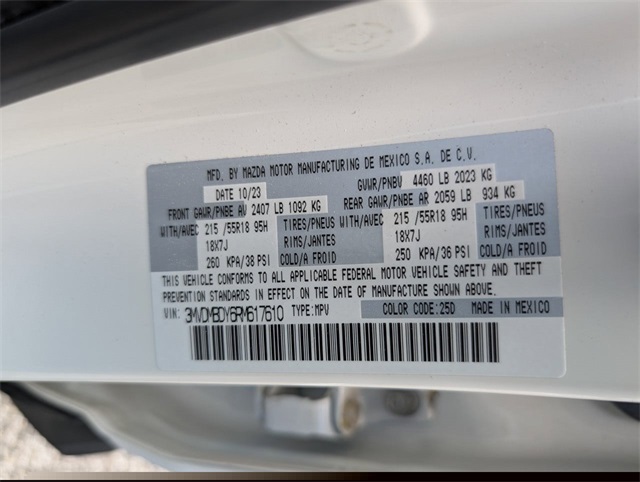 MFD. BY MAZDA MOTOR MANUFACTURING DE MEXICO S.A. DE C.V.
DATE 10/23 GVWR/PNBV 4460 LB 2023 KG
FRONT GAWR/PNBE AV 2407 LB 1092 KG REAR GAWR/PNBE AR 2059 LB 934 KG
WITH/AVEC 215 /55R18 95H TIRES/PNEUS WITH/AVEC 215 /55R18 95H TIRES/PNEUS
18X7J RIMS/JANTES 18X7J RIMS/JANTES
260 KPA/38 PSI COLD/A FROID 250 KPA/36 PSI COLD/A FROID
THIS VEHICLE CONFORMS TO ALL APPLICABLE FEDERAL MOTOR VEHICLE SAFETY AND THEFT
PREVENTION STANDARDS IN EFFECT ON THE DATE OF MANUFACTURE SHOWN ABOVE.
VIN: 3MVDMBDY6RM617610 TYPE:MPV COLOR CODE:25D MADE IN MEXICO